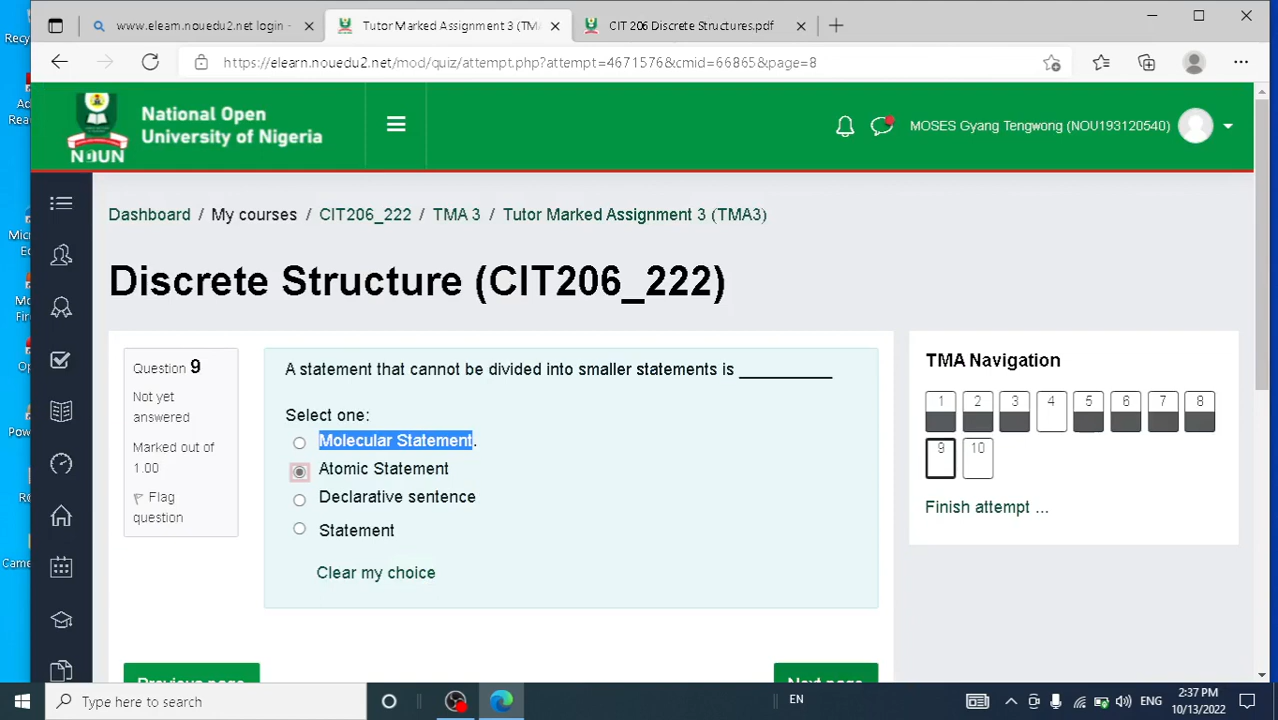 www.elearn.nouedu2.net login -
Tutor Marked Assignment 3 (TMA
CIT 206 Discrete Structures.pdf
https://elearn.nouedu2.net/mod/quiz/attempt.php?attempt=4671576&cmid=66865&page=8
National Open
University of Nigeria
NOUN
MOSES Gyang Tengwong (NOU193120540)
Dashboard / My courses / CIT206_222 / TMA 3 / Tutor Marked Assignment 3 (TMA3)
Discrete Structure (CIT206_222)
Question 9
Not yet
answered
Marked out of
1.00
Flag
question
A statement that cannot be divided into smaller statements is ___________
Select one:
Molecular Statement.
Atomic Statement
Declarative sentence
Statement
Clear my choice
TMA Navigation
1 2 3 4 5 6 7 8
9 10
Finish attempt ...
Previous page
Next page
Type here to search
EN
ENG
2:37 PM
10/13/2022